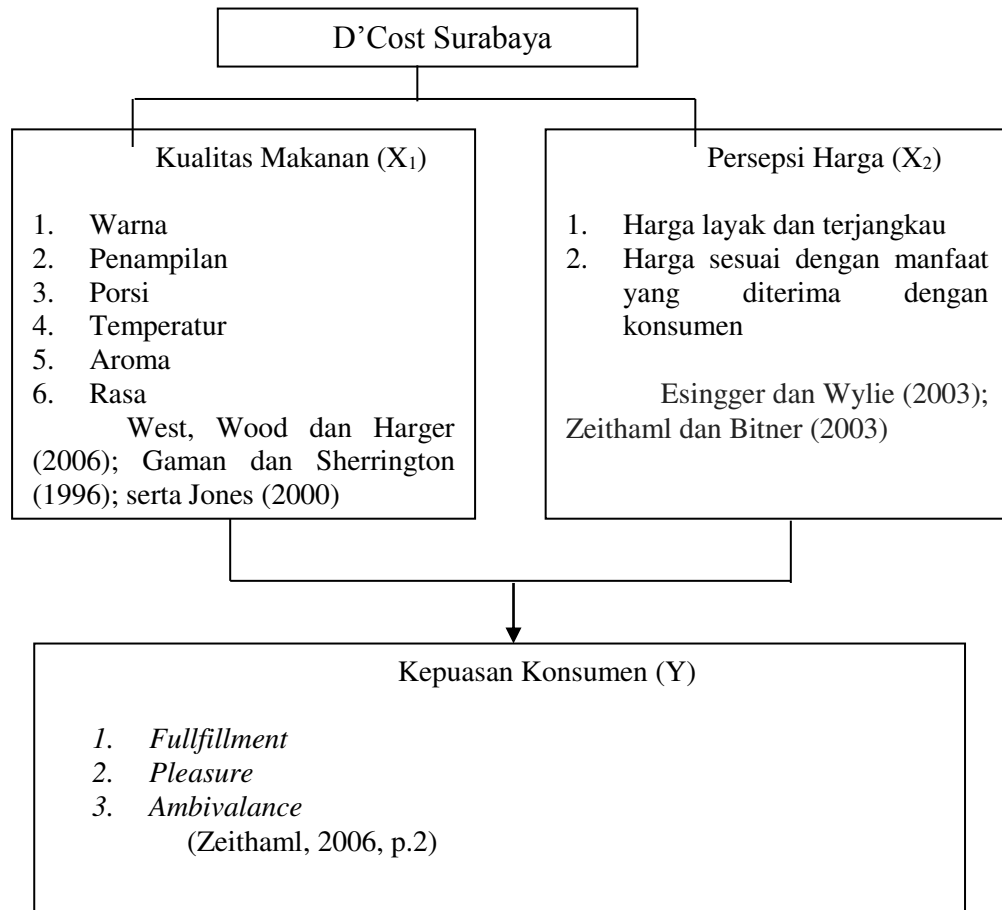 D’Cost Surabaya
Kualitas Makanan (X₁)
1. Warna
2. Penampilan
3. Porsi
4. Temperatur
5. Aroma
6. Rasa
West, Wood dan Harger
(2006); Gaman dan Sherrington
(1996); serta Jones (2000)
Persepsi Harga (X₂)
1. Harga layak dan terjangkau
2. Harga sesuai dengan manfaat
yang diterima dengan
konsumen
Esingger dan Wylie (2003);
Zeithaml dan Bitner (2003)
Kepuasan Konsumen (Y)
1. Fullfillment
2. Pleasure
3. Ambivalance
(Zeithaml, 2006, p.2)